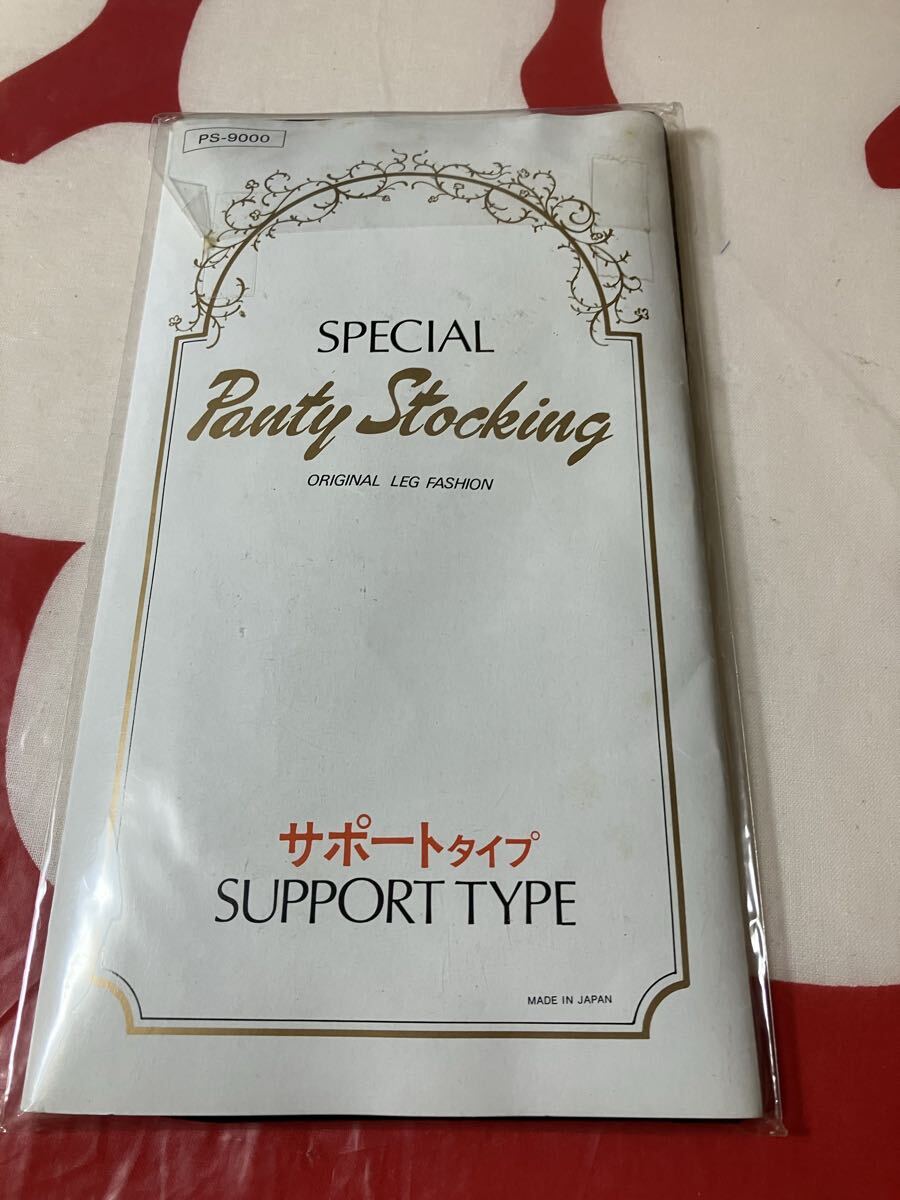 PS-9000
SPECIAL
Panty Stocking
ORIGINAL LEG FASHION
サポートタイプ
SUPPORT TYPE
MADE IN JAPAN